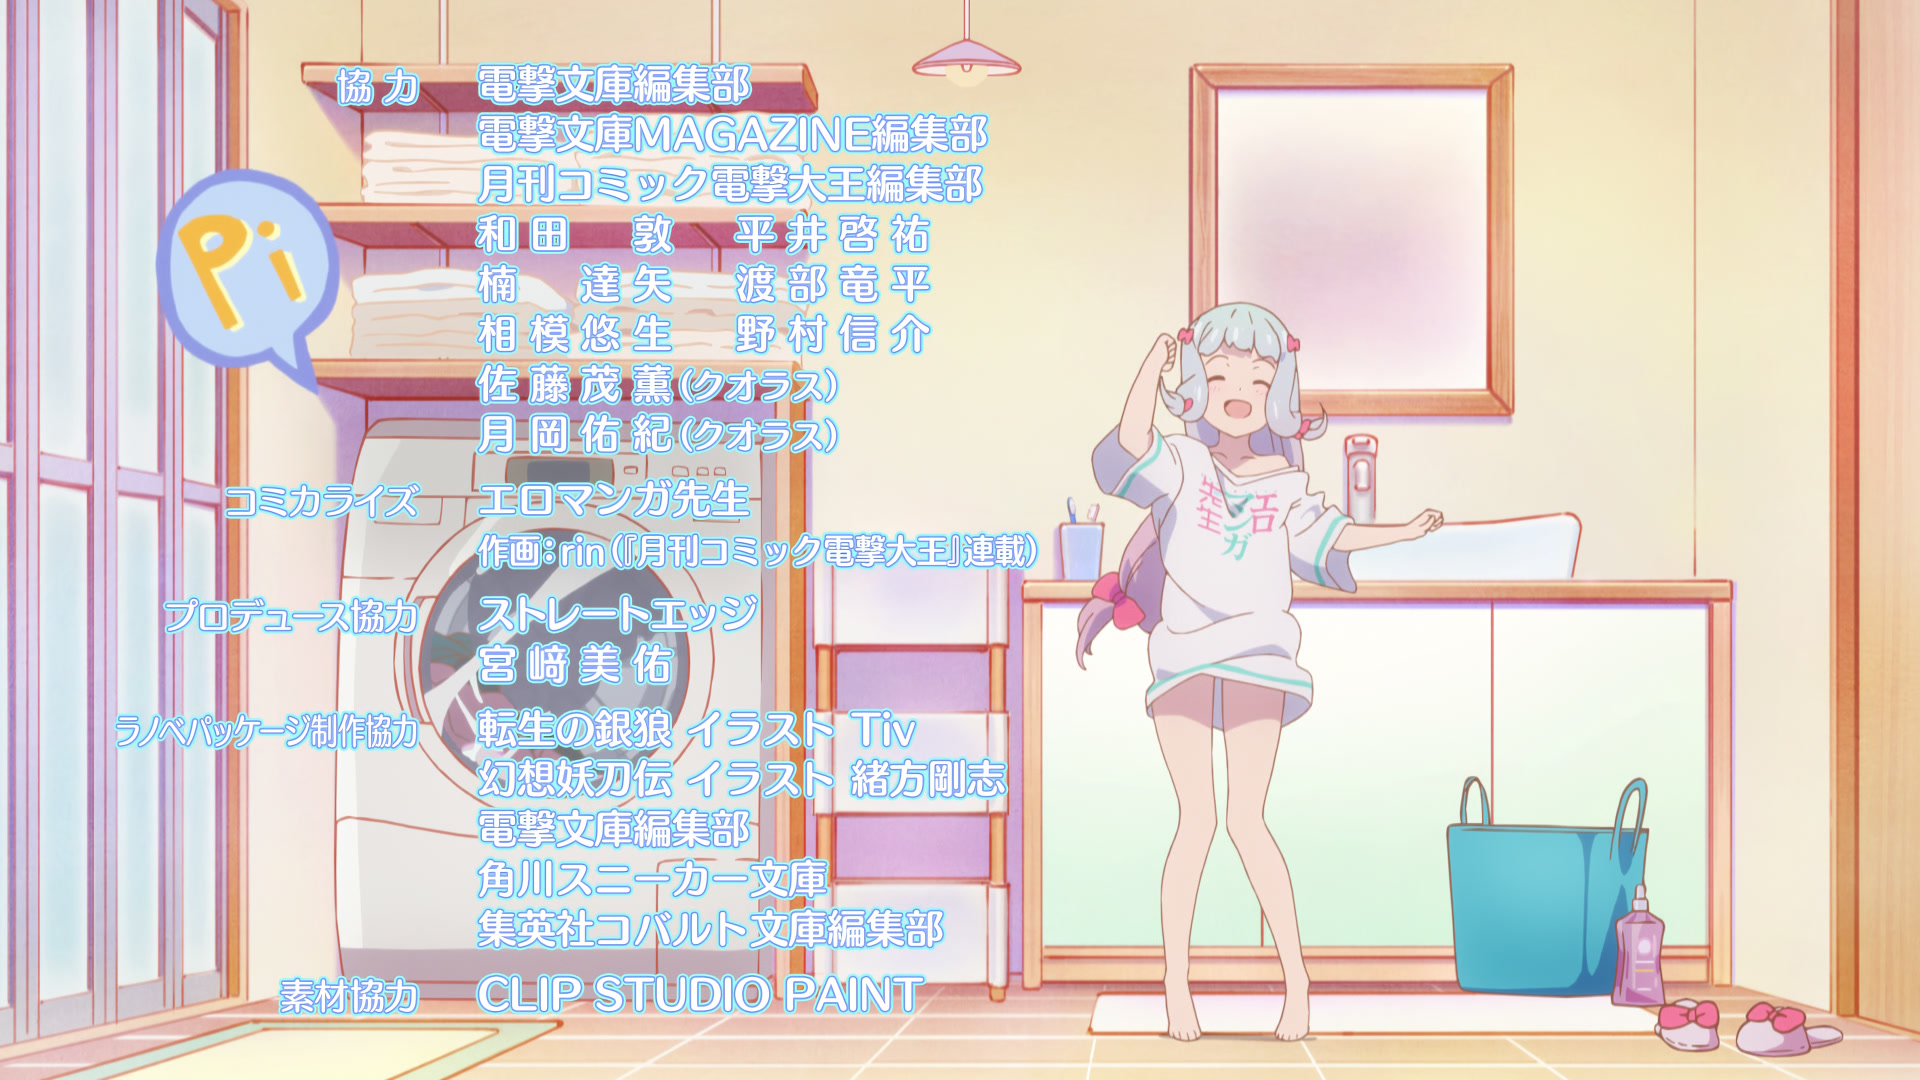 協力 電撃文庫編集部
電撃文庫MAGAZINE編集部
月刊コミック電撃大王編集部
和田 敦 平井啓祐
楠 達矢 渡部竜平
相模悠生 野村信介
佐藤茂薫(クオラス)
月岡佑紀(クオラス)
コミカライズ エロマンガ先生
作画:rin(『月刊コミック電撃大王』連載)
プロデュース協力 ストレートエッジ
宮﨑美佑
ラノベパッケージ制作協力 転生の銀狼 イラスト Tiv
幻想妖刀伝 イラスト 緒方剛志
電撃文庫編集部
角川スニーカー文庫
集英社コバルト文庫編集部
素材協力 CLIP STUDIO PAINT
Pi
エロ
マンガ
先生